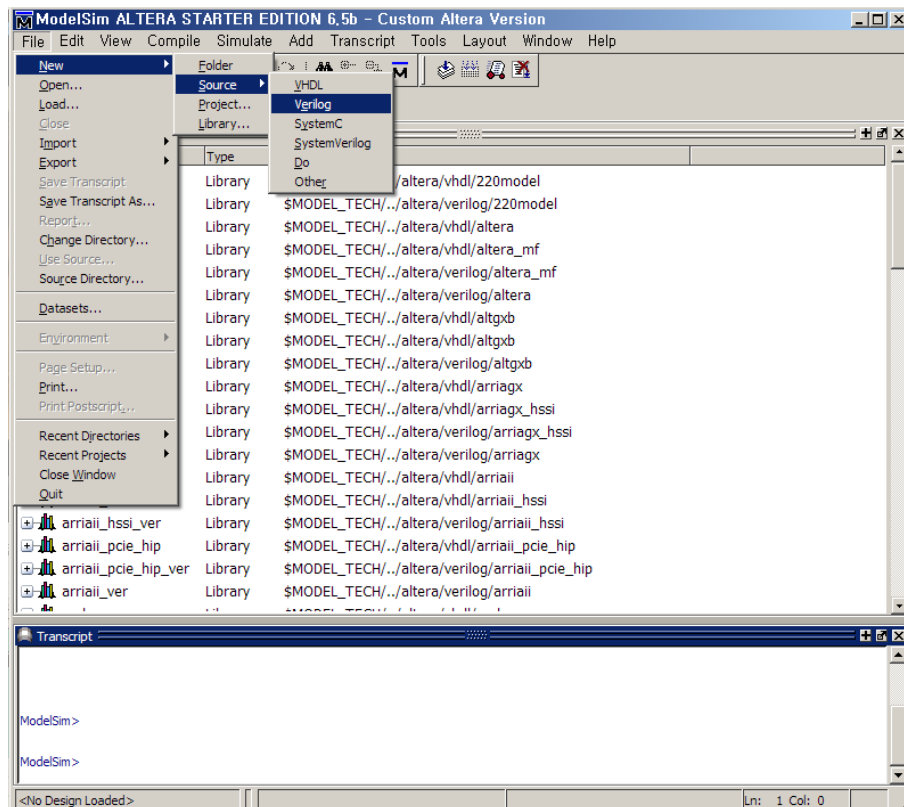 ModelSim ALTERA STARTER EDITION 6.5b - Custom Altera Version
File Edit View Compile Simulate Add Transcript Tools Layout Window Help
New
Open...
Load...
Close
Import
Export
Save Transcript
Save Transcript As...
Report...
Change Directory...
Use Source...
Source Directory...
Datasets...
Environment
Page Setup...
Print...
Print Postscript...
Recent Directories
Recent Projects
Close Window
Quit
Folder
Source
Project...
Library...
VHDL
Verilog
SystemC
SystemVerilog
Do
Other
Type
Library /altera/vhdl/220model
Library $MODEL_TECH/../altera/verilog/220model
Library $MODEL_TECH/../altera/vhdl/altera
Library $MODEL_TECH/../altera/vhdl/altera_mf
Library $MODEL_TECH/../altera/verilog/altera_mf
Library $MODEL_TECH/../altera/verilog/altera
Library $MODEL_TECH/../altera/vhdl/altgxb
Library $MODEL_TECH/../altera/vhdl/altgxb
Library $MODEL_TECH/../altera/verilog/altgxb
Library $MODEL_TECH/../altera/vhdl/arriagx
Library $MODEL_TECH/../altera/vhdl/arriagx_hssi
Library $MODEL_TECH/../altera/verilog/arriagx_hssi
Library $MODEL_TECH/../altera/verilog/arriagx
Library $MODEL_TECH/../altera/vhdl/arriaii
Library $MODEL_TECH/../altera/vhdl/arriaii_hssi
arriaii_hssi_ver Library $MODEL_TECH/../altera/verilog/arriaii_hssi
arriaii_pcie_hip Library $MODEL_TECH/../altera/vhdl/arriaii_pcie_hip
arriaii_pcie_hip_ver Library $MODEL_TECH/../altera/verilog/arriaii_pcie_hip
arriaii_ver Library $MODEL_TECH/../altera/verilog/arriaii
Transcript
ModelSim>
ModelSim>
<No Design Loaded> Ln: 1 Col: 0